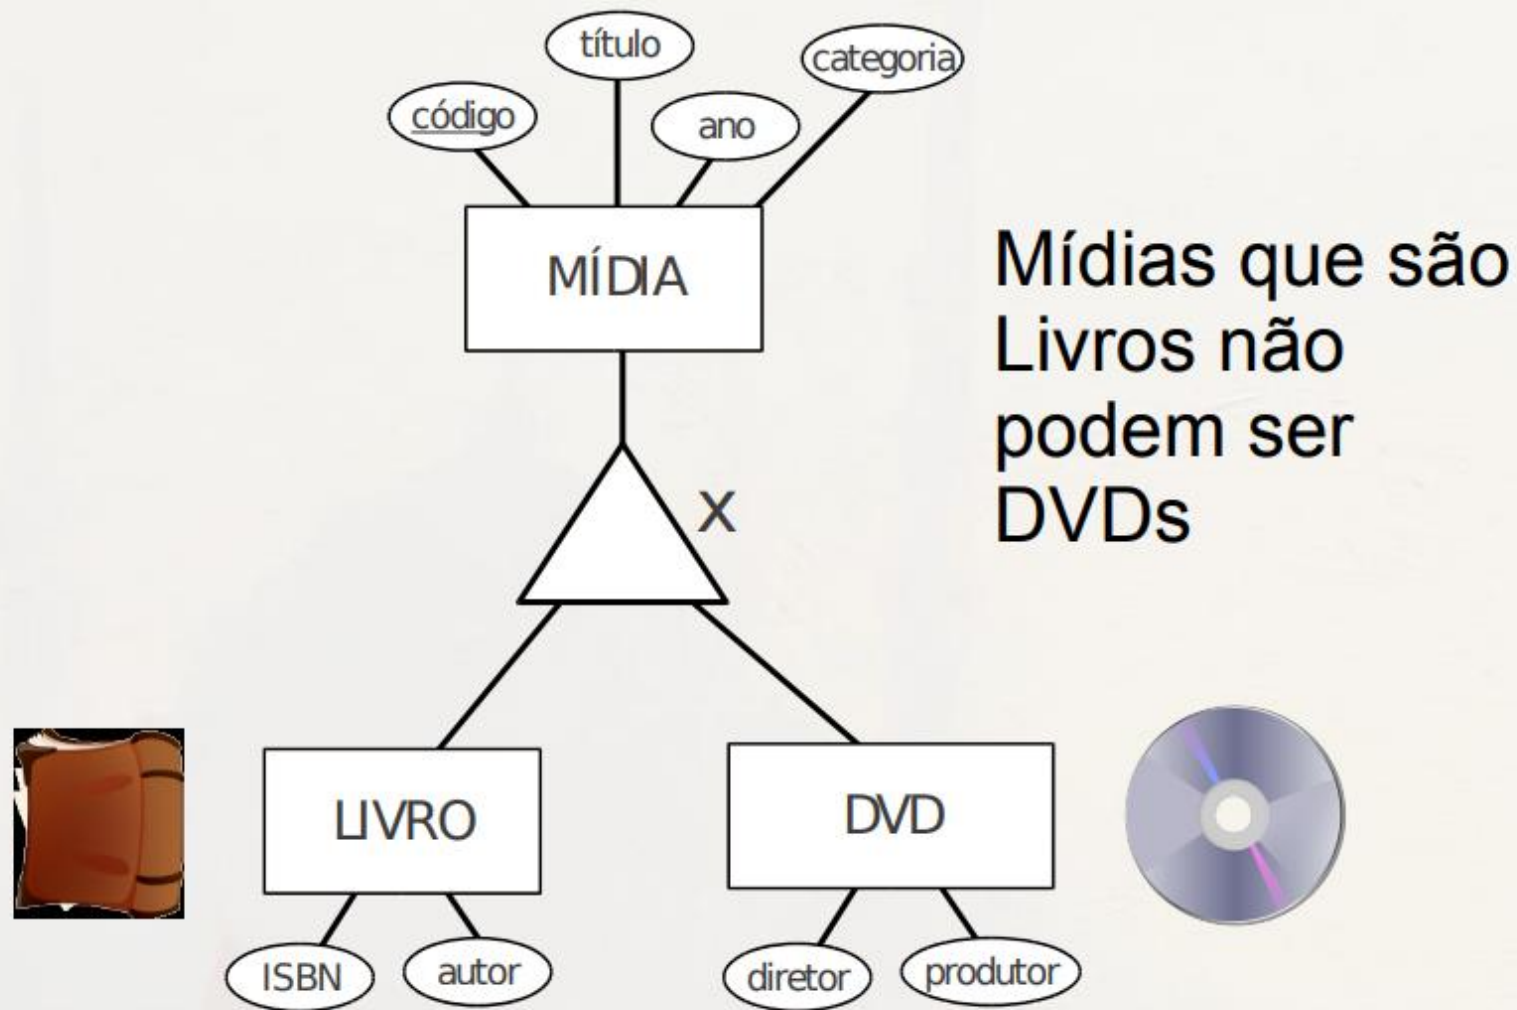 título
categoria
código
ano
MÍDIA
Mídias que são
Livros não
podem ser
DVDs
X
LIVRO
DVD
ISBN
autor
diretor
produtor